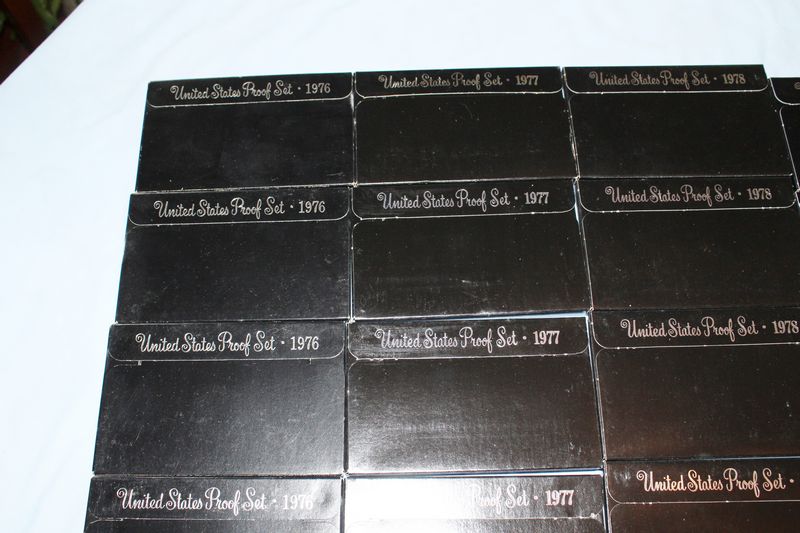 United States Proof Set · 1976
United States Proof Set · 1977
United States Proof Set · 1978
United States Proof Set · 1976
United States Proof Set · 1977
United States Proof Set · 1978
United States Proof Set · 1976
United States Proof Set · 1977
United States Proof Set · 1978
United States Proof Set · 1976
Proof Set · 1977
United States Proof Set ·